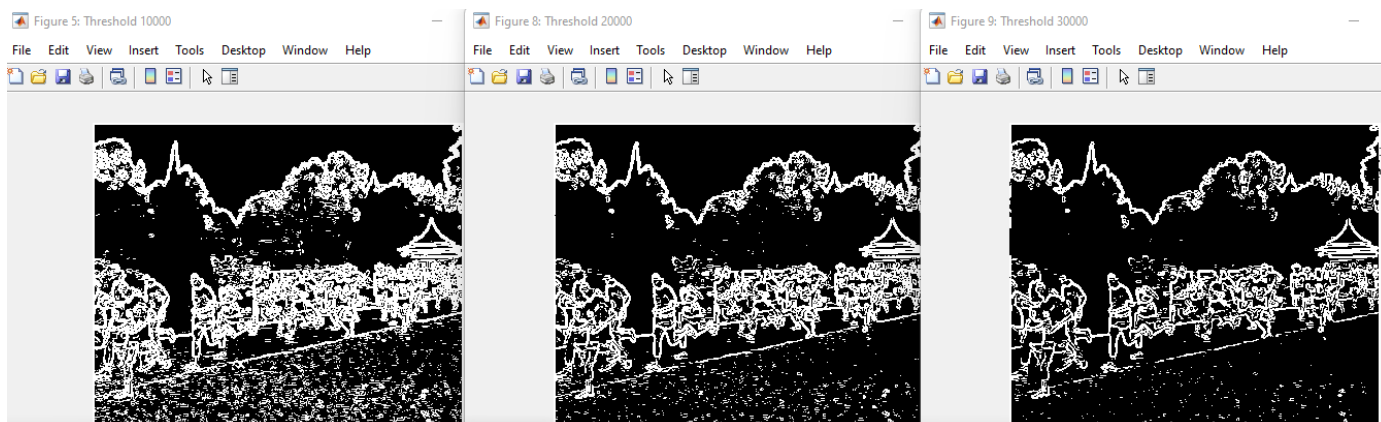 Figure 5: Threshold 10000
File Edit View Insert Tools Desktop Window Help
Figure 8: Threshold 20000
File Edit View Insert Tools Desktop Window Help
Figure 9: Threshold 30000
File Edit View Insert Tools Desktop Window Help